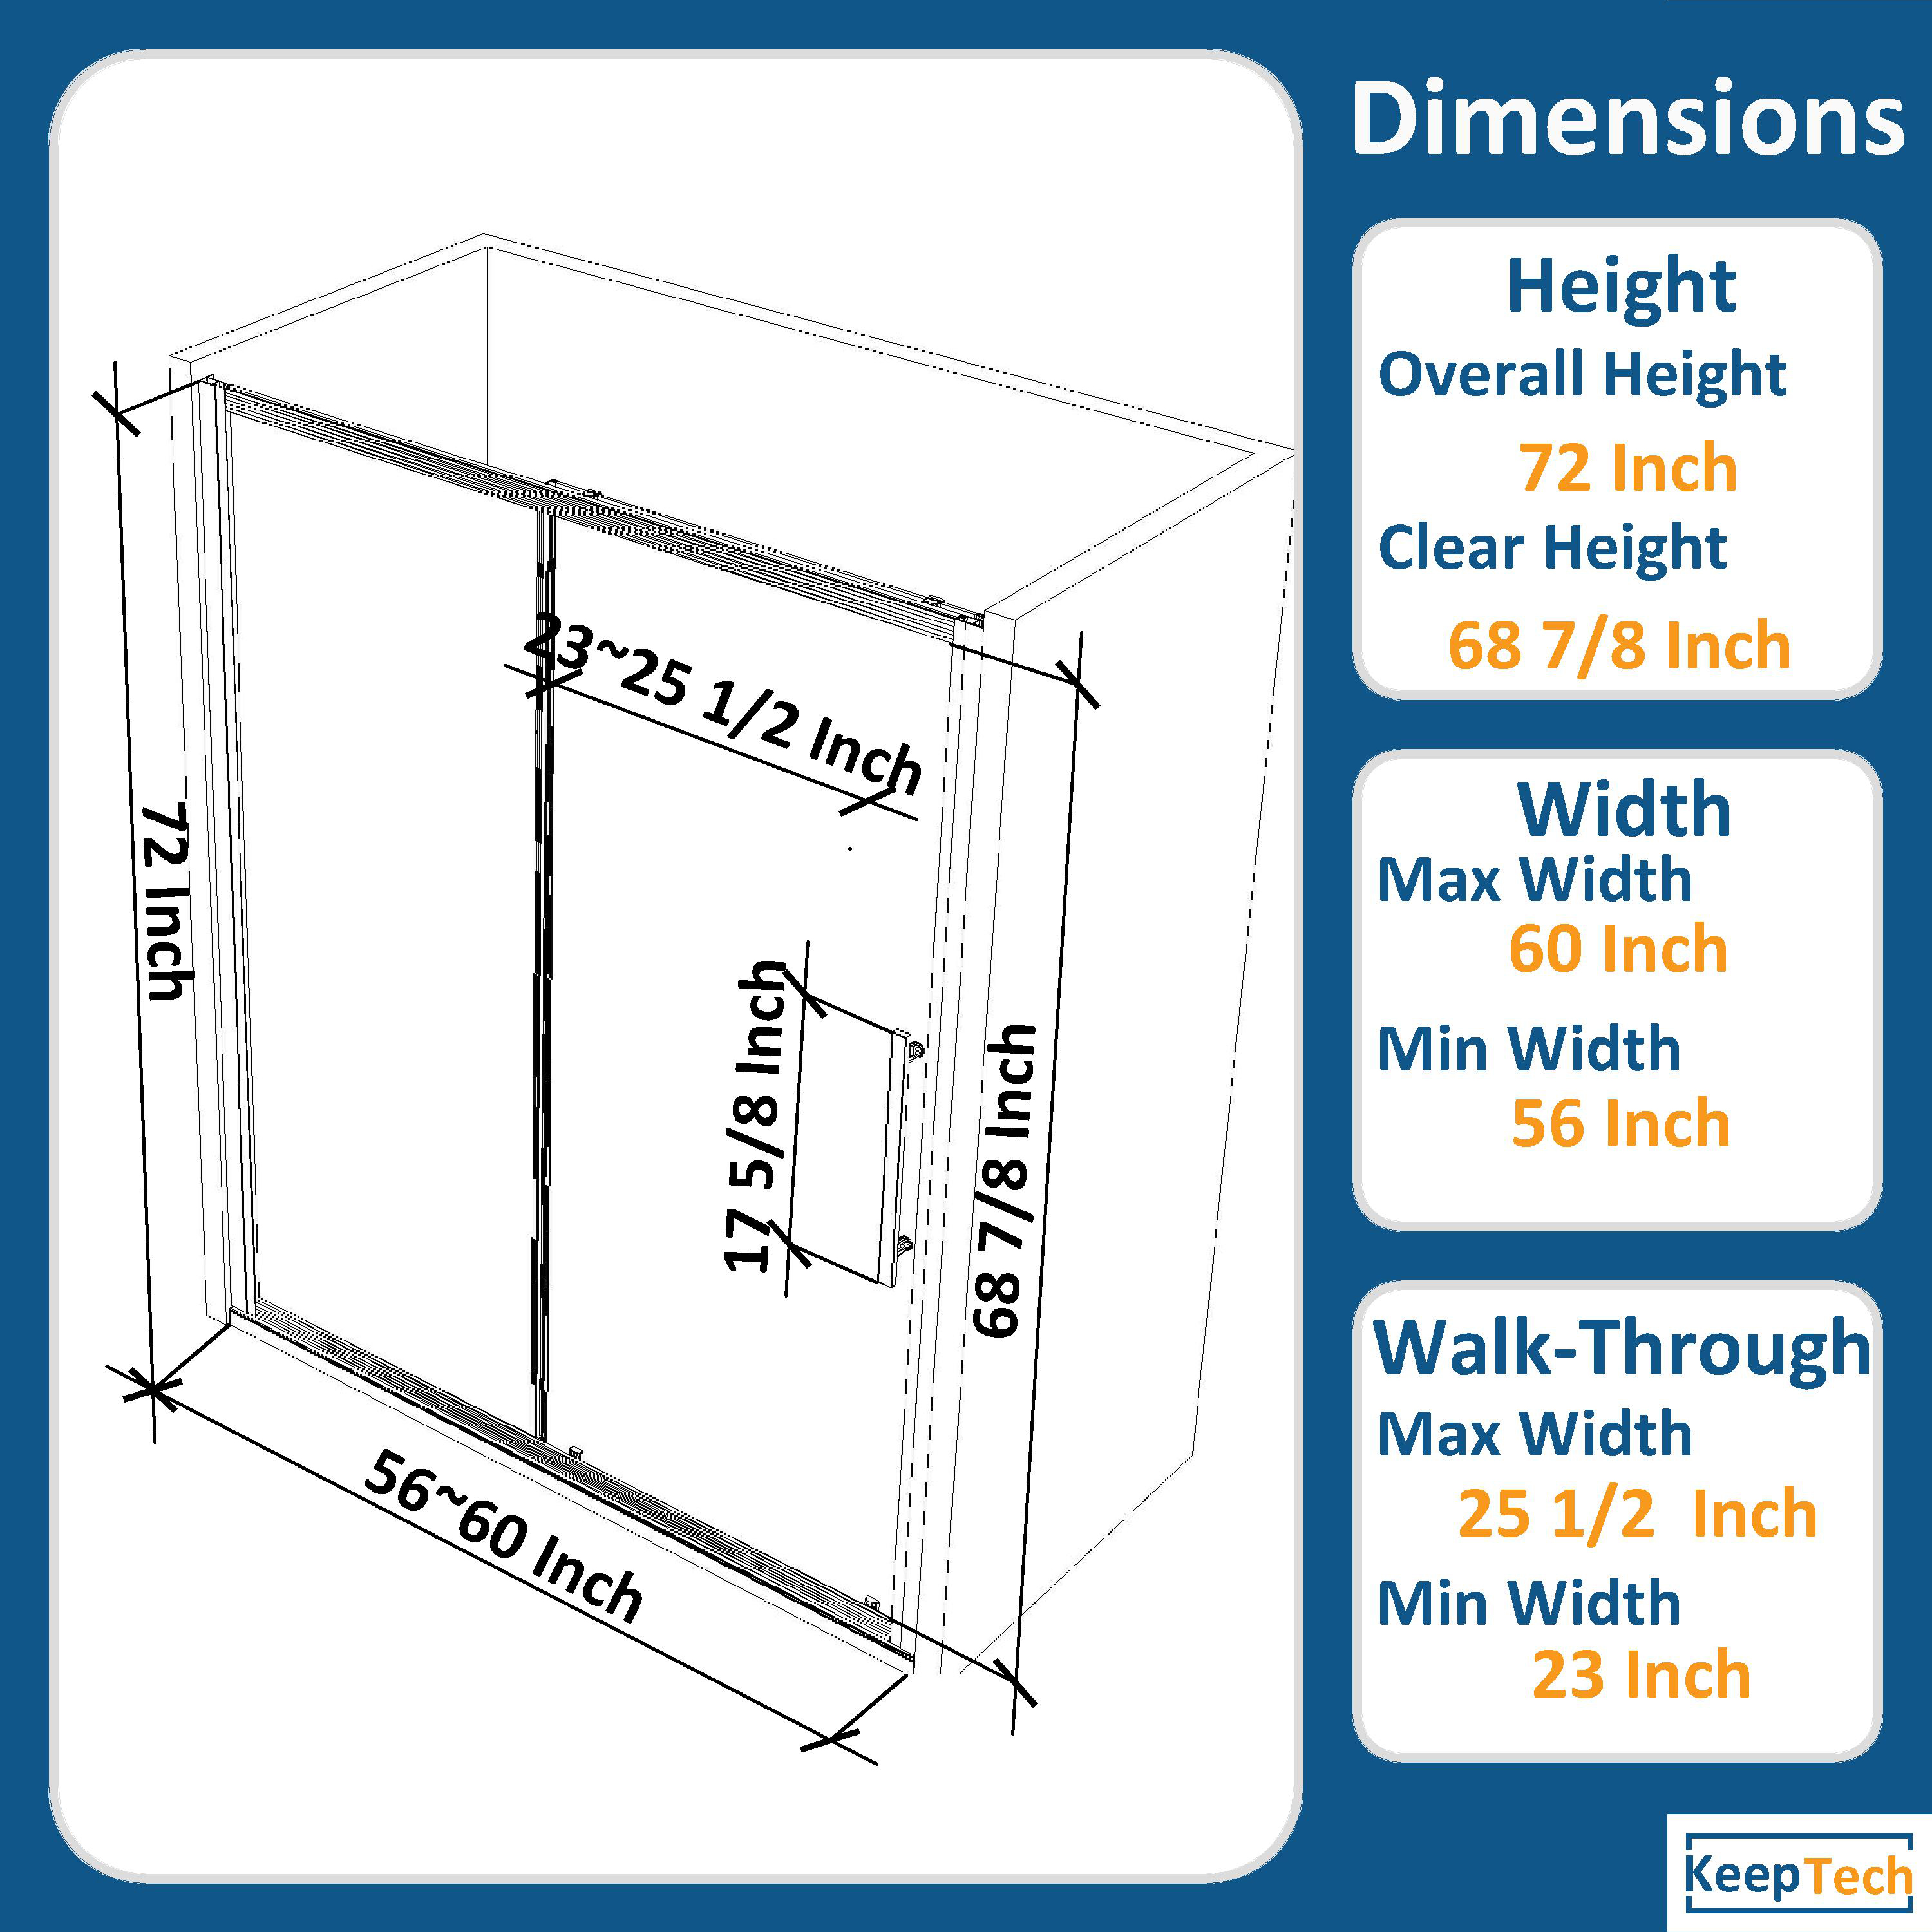 Dimensions
Height
Overall Height
72 Inch
Clear Height
68 7/8 Inch
Width
Max Width
60 Inch
Min Width
56 Inch
Walk-Through
Max Width
25 1/2 Inch
Min Width
23 Inch
23~25 1/2 Inch
72 Inch
17 5/8 Inch
68 7/8 Inch
56~60 Inch
KeepTech